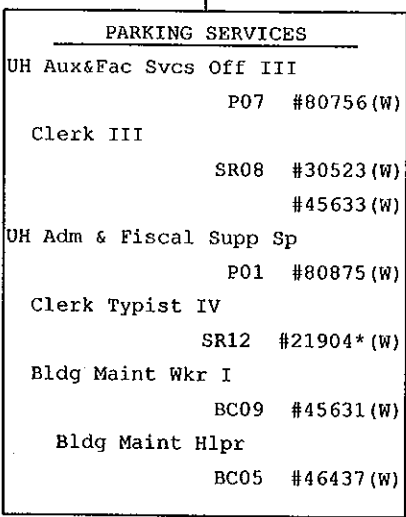 PARKING SERVICES
UH Aux&Fac Svcs Off III
P07 #80756(W)
Clerk III
SR08 #30523(W)
#45633(W)
UH Adm & Fiscal Supp Sp
P01 #80875(W)
Clerk Typist IV
SR12 #21904*(W)
Bldg Maint Wkr I
BC09 #45631(W)
Bldg Maint Hlpr
BC05 #46437(W)